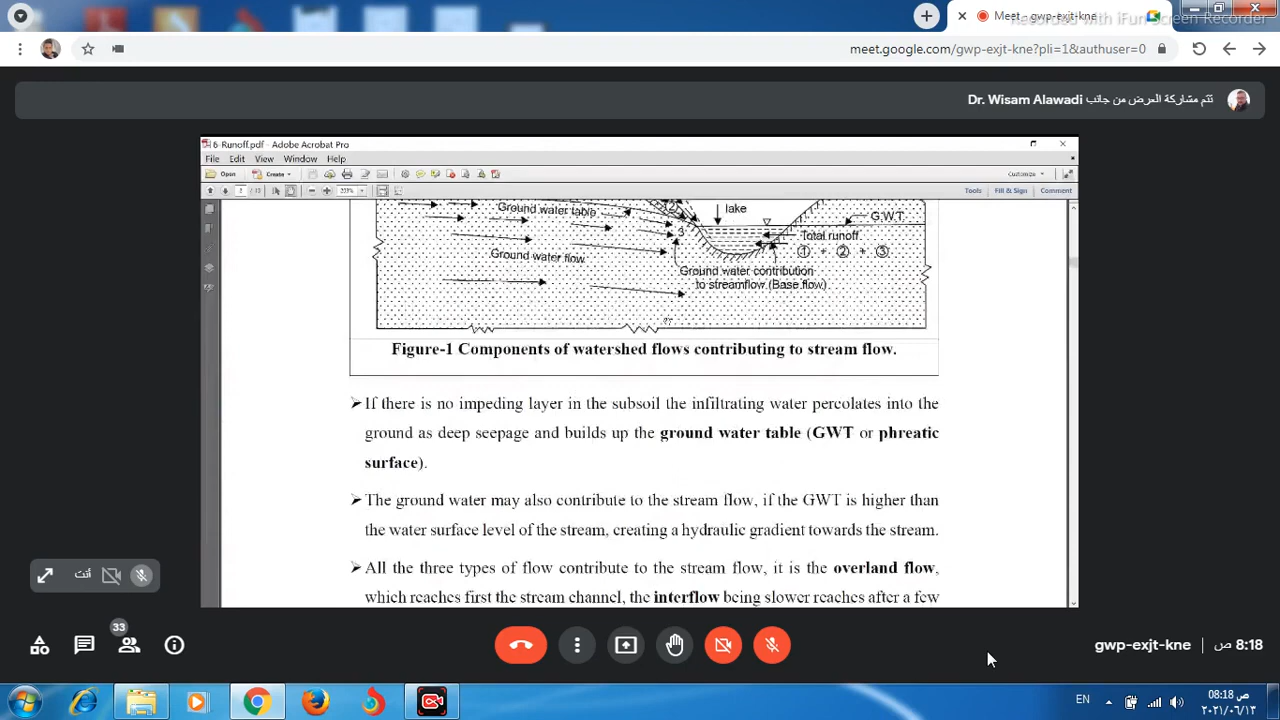 Meet - gwp-exjt-kne
Recorded with iFun Screen Recorder
meet.google.com/gwp-exjt-kne?pli=1&authuser=0
تتم مشاركة العرض من جانب Dr. Wisam Alawadi
6-Runoff.pdf - Adobe Acrobat Pro
File Edit View Window Help
Open Create Customize
203% Tools Fill & Sign Comment
Ground water table
lake
G.W.T.
3
Total runoff
Ground water flow
① + ② + ③
Ground water contribution
to streamflow (Base flow)
Figure-1 Components of watershed flows contributing to stream flow.
➢ If there is no impeding layer in the subsoil the infiltrating water percolates into the
ground as deep seepage and builds up the ground water table (GWT or phreatic
surface).
➢ The ground water may also contribute to the stream flow, if the GWT is higher than
the water surface level of the stream, creating a hydraulic gradient towards the stream.
➢ All the three types of flow contribute to the stream flow, it is the overland flow,
which reaches first the stream channel, the interflow being slower reaches after a few
أنت
33
gwp-exjt-kne
8:18 ص
EN
08:18 ص
٢٠٢١/٠٦/١٣